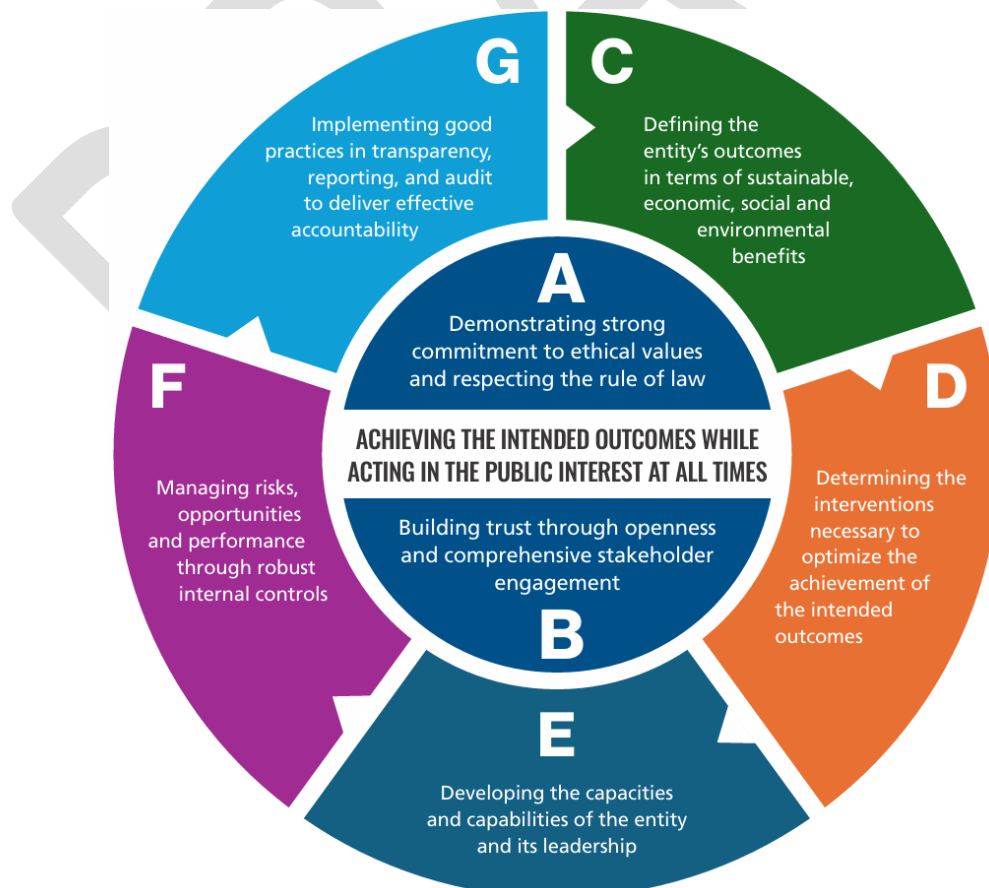 G
Implementing good
practices in transparency,
reporting, and audit
to deliver effective
accountability
C
Defining the
entity’s outcomes
in terms of sustainable,
economic, social and
environmental
benefits
A
Demonstrating strong
commitment to ethical values
and respecting the rule of law
ACHIEVING THE INTENDED OUTCOMES WHILE
ACTING IN THE PUBLIC INTEREST AT ALL TIMES
Building trust through openness
and comprehensive stakeholder
engagement
B
F
Managing risks,
opportunities
and performance
through robust
internal controls
D
Determining the
interventions
necessary to
optimize the
achievement of
the intended
outcomes
E
Developing the capacities
and capabilities of the entity
and its leadership